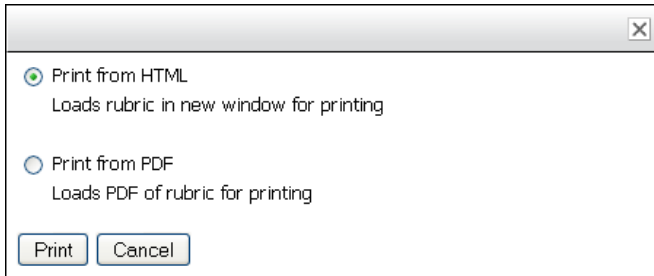 Print from HTML
Loads rubric in new window for printing
Print from PDF
Loads PDF of rubric for printing
Print Cancel